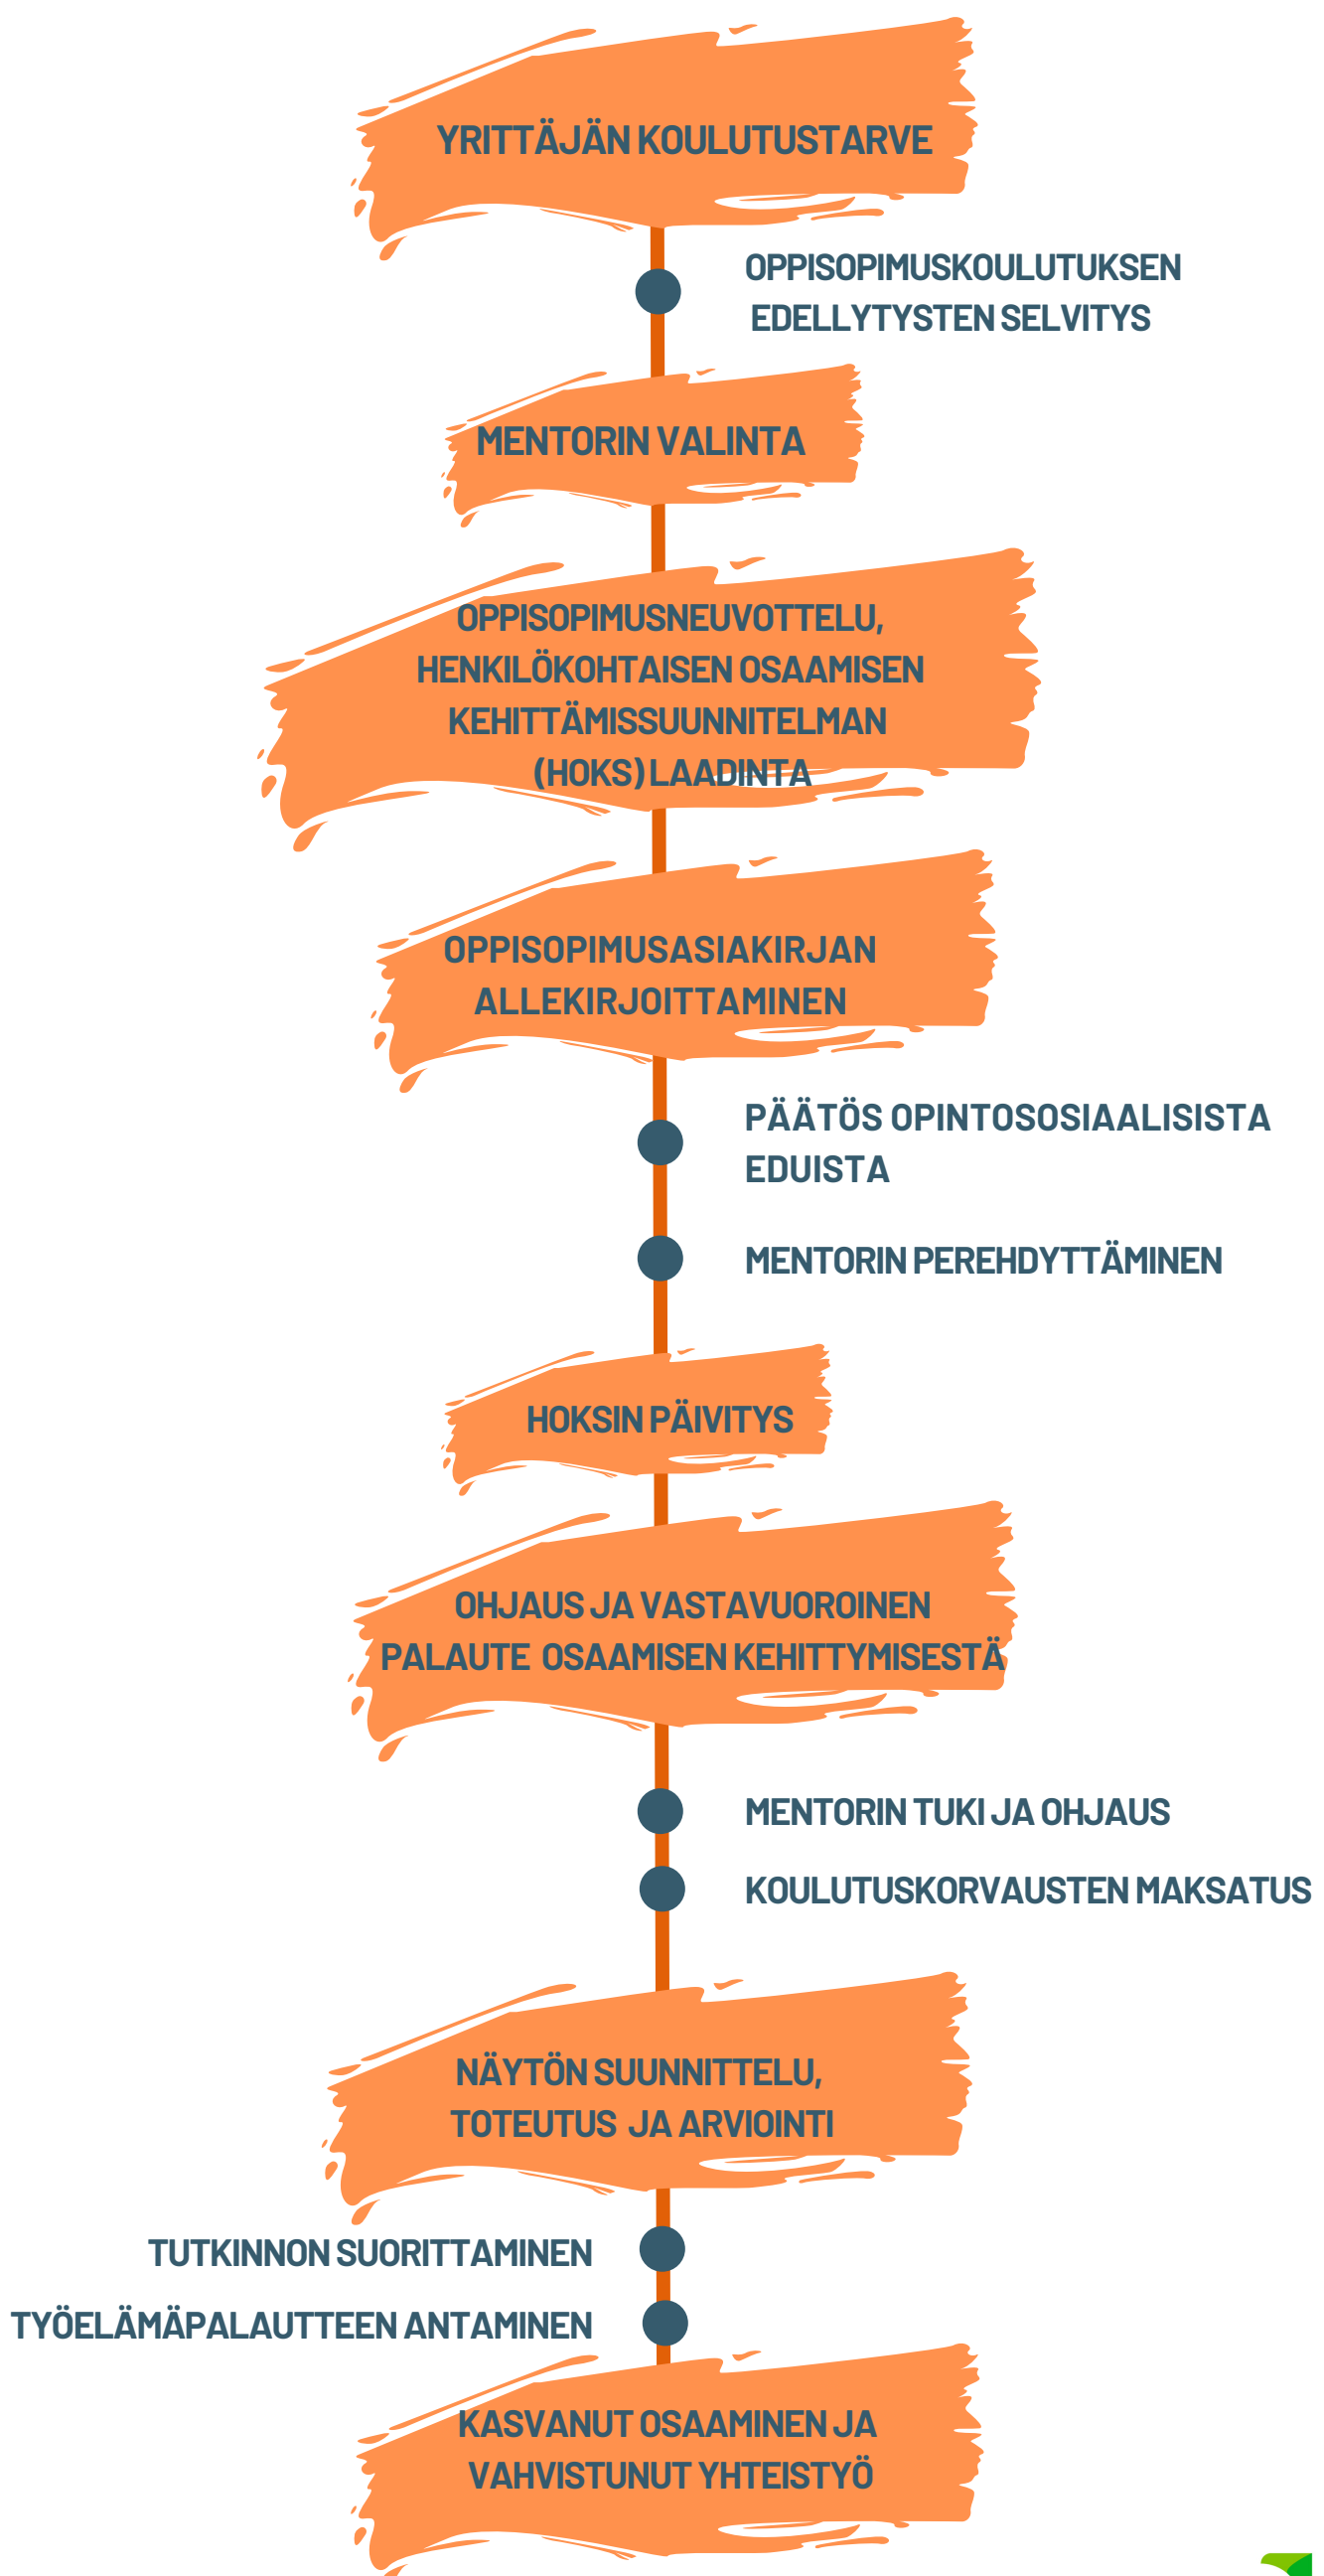 YRITTÄJÄN KOULUTUSTARVE
OPPISOPIMUSKOULUTUKSEN
EDELLYTYSTEN SELVITYS
MENTORIN VALINTA
OPPISOPIMUSNEUVOTTELU,
HENKILÖKOHTAISEN OSAAMISEN
KEHITTÄMISSUUNNITELMAN
(HOKS) LAADINTA
OPPISOPIMUSASIAKIRJAN
ALLEKIRJOITTAMINEN
PÄÄTÖS OPINTOSOSIAALISISTA
EDUISTA
MENTORIN PEREHDYTTÄMINEN
HOKSIN PÄIVITYS
OHJAUS JA VASTAVUOROINEN
PALAUTE OSAAMISEN KEHITTYMISESTÄ
MENTORIN TUKI JA OHJAUS
KOULUTUSKORVAUSTEN MAKSATUS
NÄYTÖN SUUNNITTELU,
TOTEUTUS JA ARVIOINTI
TUTKINNON SUORITTAMINEN
TYÖELÄMÄPALAUTTEEN ANTAMINEN
KASVANUT OSAAMINEN JA
VAHVISTUNUT YHTEISTYÖ